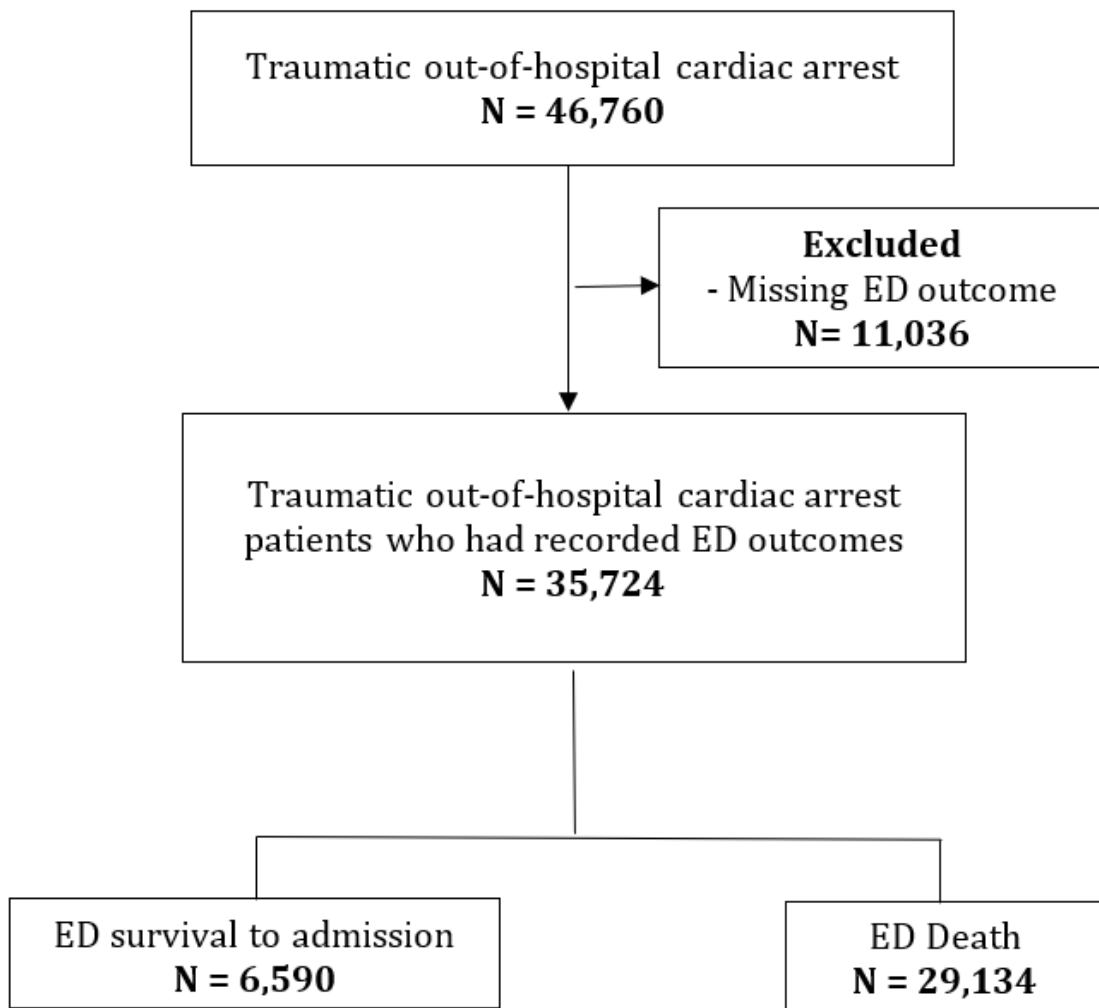 Traumatic out-of-hospital cardiac arrest
N = 46,760
Excluded
- Missing ED outcome
N= 11,036
Traumatic out-of-hospital cardiac arrest
patients who had recorded ED outcomes
N = 35,724
ED survival to admission
N = 6,590
ED Death
N = 29,134